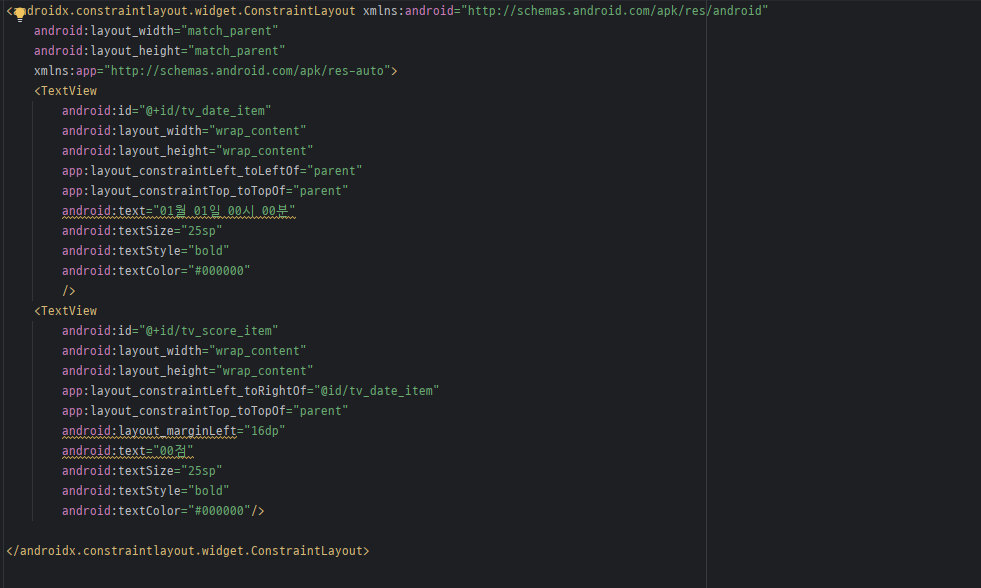 <androidx.constraintlayout.widget.ConstraintLayout xmlns:android="http://schemas.android.com/apk/res/android"
    android:layout_width="match_parent"
    android:layout_height="match_parent"
    xmlns:app="http://schemas.android.com/apk/res-auto">
    <TextView
        android:id="@+id/tv_date_item"
        android:layout_width="wrap_content"
        android:layout_height="wrap_content"
        app:layout_constraintLeft_toLeftOf="parent"
        app:layout_constraintTop_toTopOf="parent"
        android:text="01월 01일 00시 00분"
        android:textSize="25sp"
        android:textStyle="bold"
        android:textColor="#000000"
        />
    <TextView
        android:id="@+id/tv_score_item"
        android:layout_width="wrap_content"
        android:layout_height="wrap_content"
        app:layout_constraintLeft_toRightOf="@id/tv_date_item"
        app:layout_constraintTop_toTopOf="parent"
        android:layout_marginLeft="16dp"
        android:text="00점"
        android:textSize="25sp"
        android:textStyle="bold"
        android:textColor="#000000"/>

</androidx.constraintlayout.widget.ConstraintLayout>